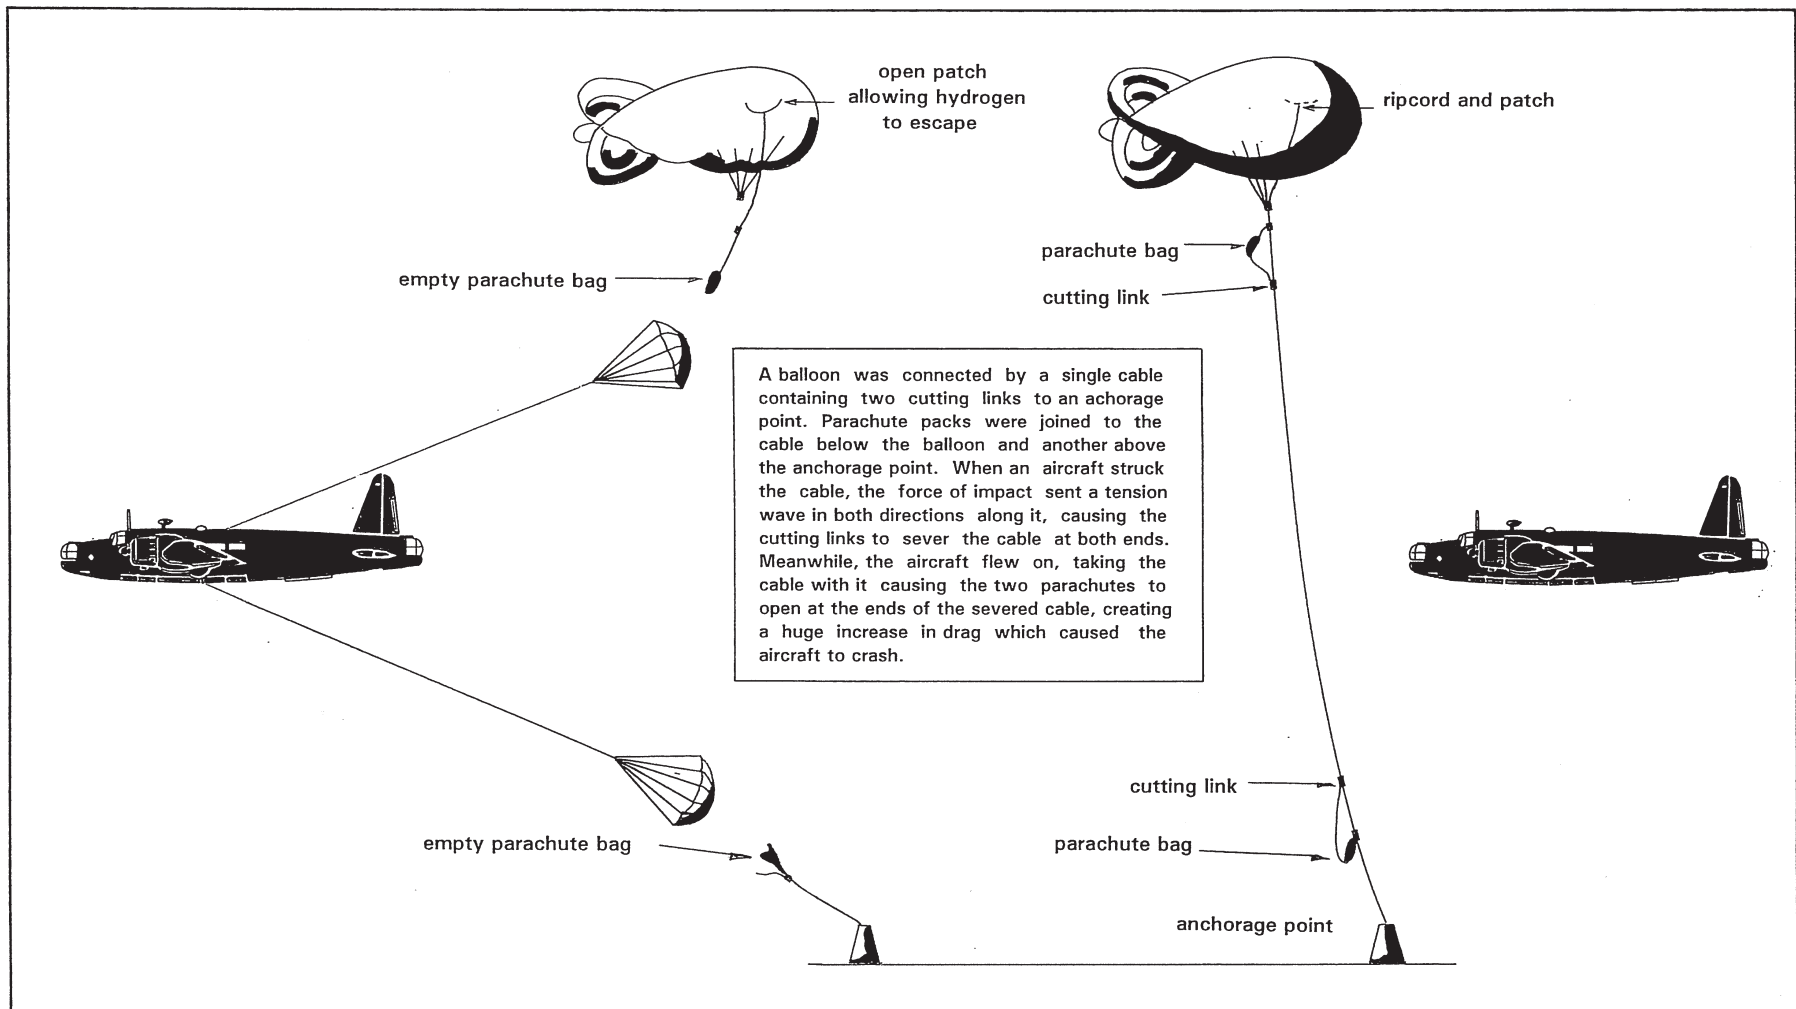 open patch
allowing hydrogen
to escape
ripcord and patch
parachute bag
cutting link
empty parachute bag
A balloon was connected by a single cable
containing two cutting links to an achorage
point. Parachute packs were joined to the
cable below the balloon and another above
the anchorage point. When an aircraft struck
the cable, the force of impact sent a tension
wave in both directions along it, causing the
cutting links to sever the cable at both ends.
Meanwhile, the aircraft flew on, taking the
cable with it causing the two parachutes to
open at the ends of the severed cable, creating
a huge increase in drag which caused the
aircraft to crash.
cutting link
empty parachute bag
parachute bag
anchorage point